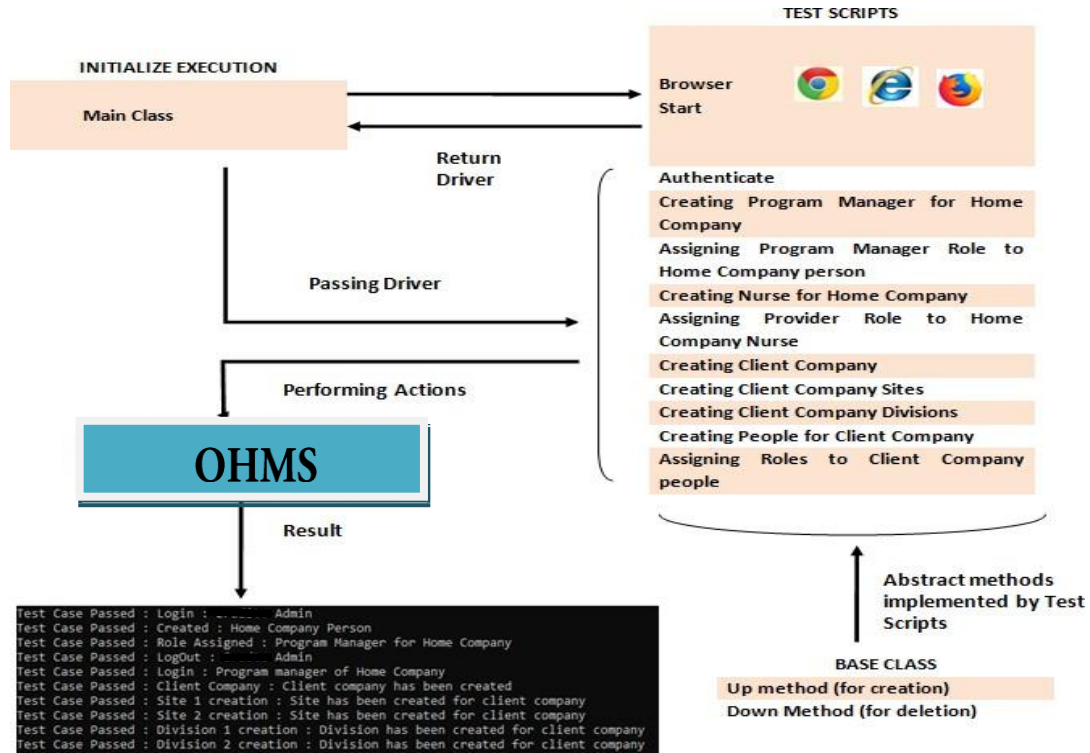 TEST SCRIPTS
INITIALIZE EXECUTION
Main Class
Browser
Start
Return
Driver
Authenticate
Creating Program Manager for Home
Company
Assigning Program Manager Role to
Home Company person
Creating Nurse for Home Company
Assigning Provider Role to Home
Company Nurse
Creating Client Company
Creating Client Company Sites
Creating Client Company Divisions
Creating People for Client Company
Assigning Roles to Client Company
people
Passing Driver
Performing Actions
OHMS
Result
Test Case Passed : Login : Admin
Test Case Passed : Created : Home Company Person
Test Case Passed : Role Assigned : Program Manager for Home Company
Test Case Passed : LogOut : Admin
Test Case Passed : Login : Program manager of Home Company
Test Case Passed : Client Company : Client company has been created
Test Case Passed : Site 1 creation : Site has been created for client company
Test Case Passed : Site 2 creation : Site has been created for client company
Test Case Passed : Division 1 creation : Division has been created for client company
Test Case Passed : Division 2 creation : Division has been created for client company
Abstract methods
implemented by Test
Scripts
BASE CLASS
Up method (for creation)
Down Method (for deletion)